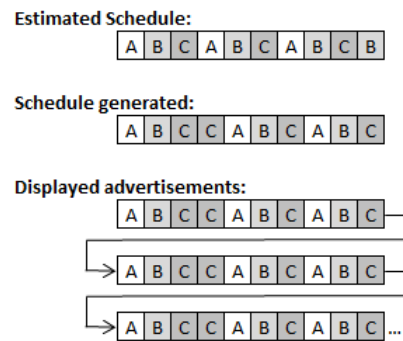 Estimated Schedule:
A B C A B C A B C B
Schedule generated:
A B C C A B C A B C
Displayed advertisements:
A B C C A B C A B C
A B C C A B C A B C
A B C C A B C A B C ...